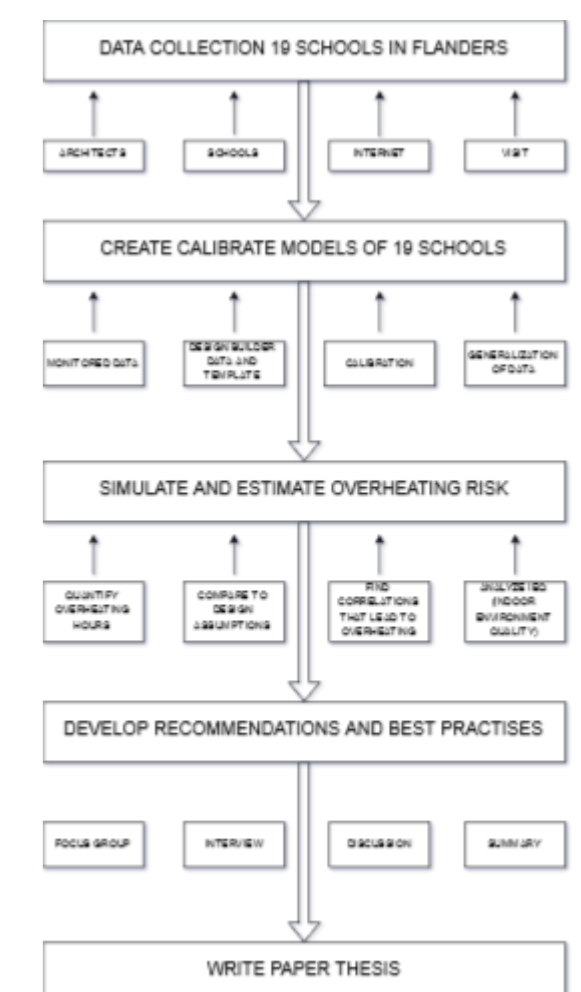 DATA COLLECTION 19 SCHOOLS IN FLANDERS
ARCHITECTS
SCHOOLS
INTERNET
VISIT
CREATE CALIBRATE MODELS OF 19 SCHOOLS
MONITORED DATA
DESIGN BUILDER
DATA AND
TEMPLATE
CALIBRATION
GENERALIZATION
OF DATA
SIMULATE AND ESTIMATE OVERHEATING RISK
QUANTIFY
OVERHEATING
HOURS
COMPARE TO
DESIGN
ASSUMPTIONS
FIND
CORRELATIONS
THAT LEAD TO
OVERHEATING
ANALYZE IEQ
(INDOOR
ENVIRONMENT
QUALITY)
DEVELOP RECOMMENDATIONS AND BEST PRACTISES
FOCUS GROUP
INTERVIEW
DISCUSSION
SUMMARY
WRITE PAPER THESIS